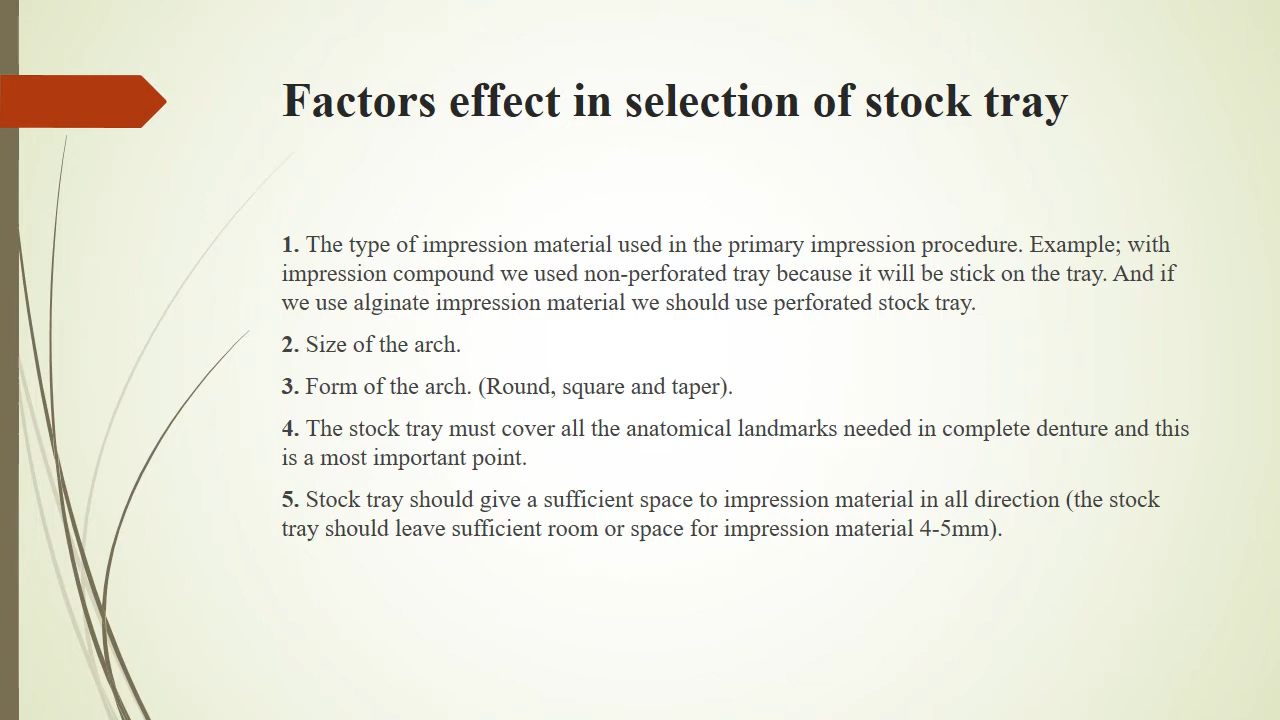 Factors effect in selection of stock tray
1. The type of impression material used in the primary impression procedure. Example; with
impression compound we used non-perforated tray because it will be stick on the tray. And if
we use alginate impression material we should use perforated stock tray.
2. Size of the arch.
3. Form of the arch. (Round, square and taper).
4. The stock tray must cover all the anatomical landmarks needed in complete denture and this
is a most important point.
5. Stock tray should give a sufficient space to impression material in all direction (the stock
tray should leave sufficient room or space for impression material 4-5mm).